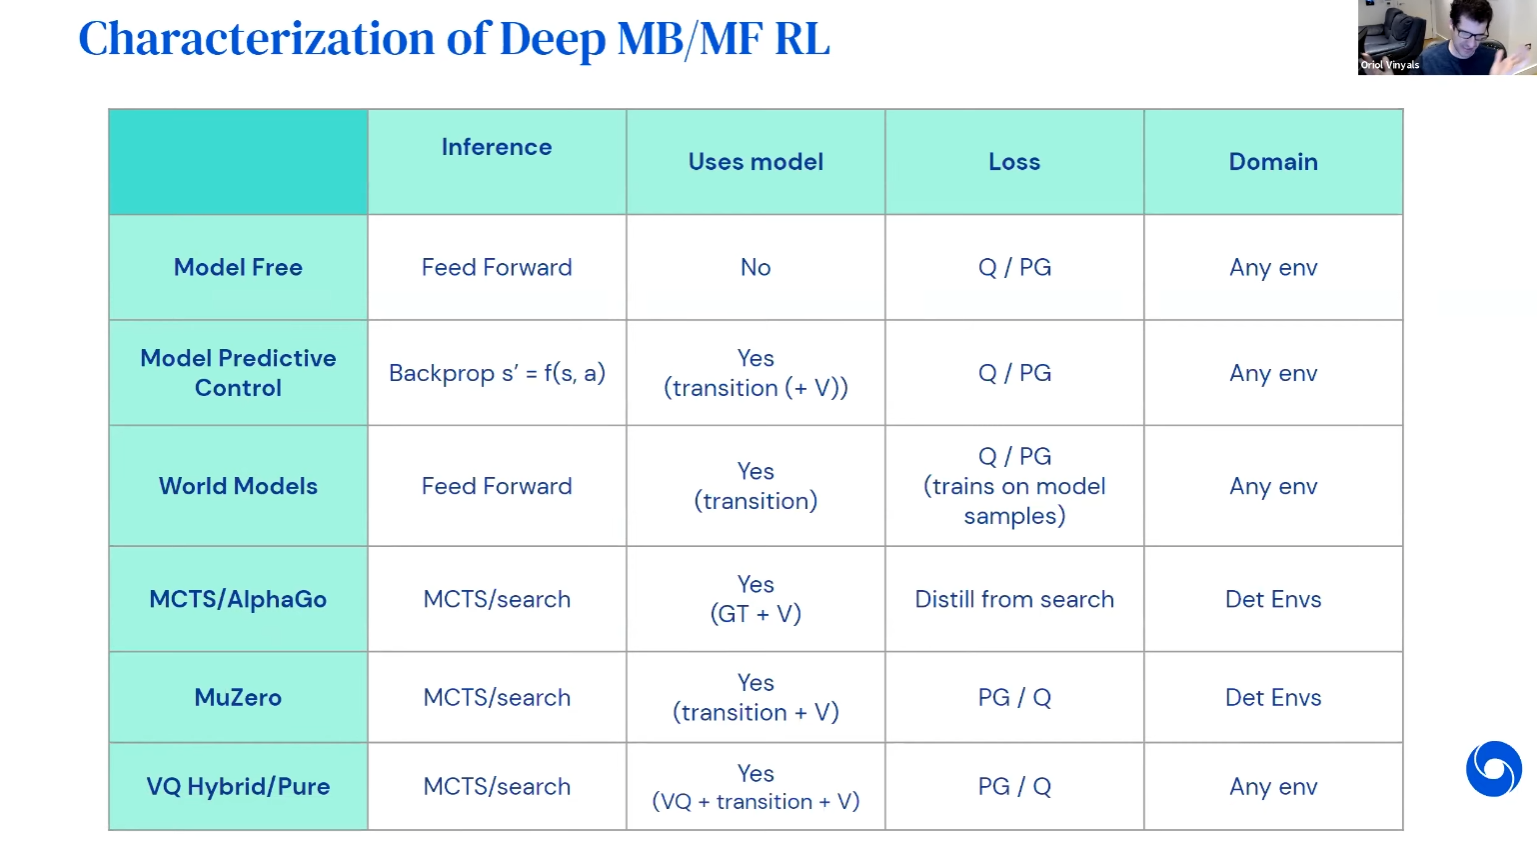 Characterization of Deep MB/MF RL
Oriol Vinyals
Inference
Uses model
Loss
Domain
Model Free
Feed Forward
No
Q / PG
Any env
Model Predictive
Control
Backprop s’ = f(s, a)
Yes
(transition (+ V))
Q / PG
Any env
World Models
Feed Forward
Yes
(transition)
Q / PG
(trains on model
samples)
Any env
MCTS/AlphaGo
MCTS/search
Yes
(GT + V)
Distill from search
Det Envs
MuZero
MCTS/search
Yes
(transition + V)
PG / Q
Det Envs
VQ Hybrid/Pure
MCTS/search
Yes
(VQ + transition + V)
PG / Q
Any env